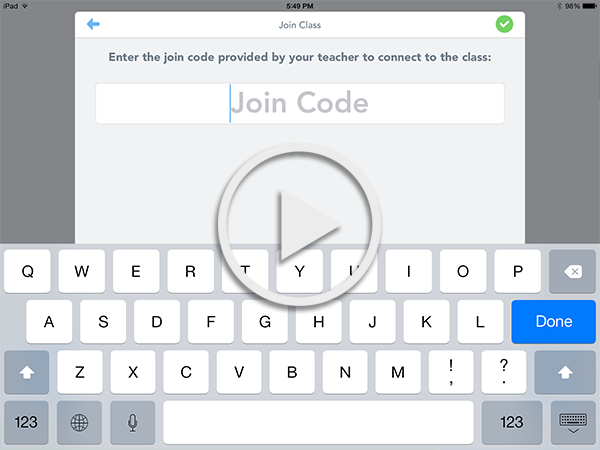 iPad 5:49 PM 98%
Join Class
Enter the join code provided by your teacher to connect to the class:
Join Code
Q W E R T Y U I O P
A S D F G H J K L Done
Z X C V B N M ! , ? .
123 123